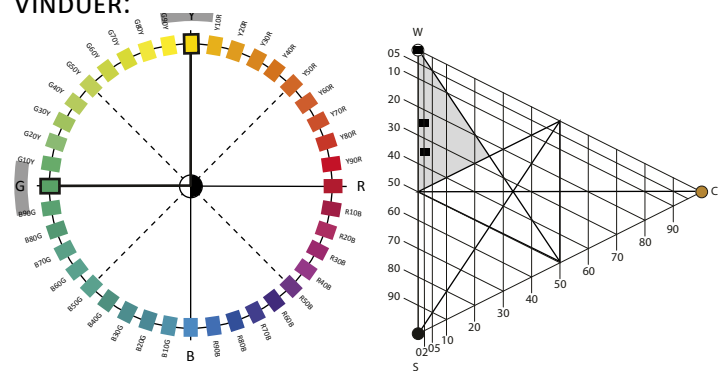 VINDUER:
Y
Y10R
Y20R
Y30R
Y40R
Y50R
Y60R
Y70R
Y80R
Y90R
R
R10B
R20B
R30B
R40B
R50B
R60B
R70B
R80B
R90B
B
B10G
B20G
B30G
B40G
B50G
B60G
B70G
B80G
B90G
G
G10Y
G20Y
G30Y
G40Y
G50Y
G60Y
G70Y
G80Y
G90Y
W
05
10
20
30
40
50
60
70
80
90
S
02
05
10
20
30
40
50
60
70
80
90
C